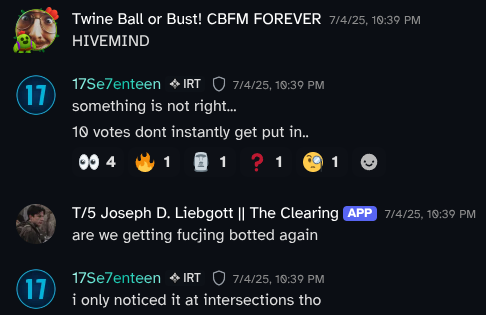 Twine Ball or Bust! CBFM FOREVER 7/4/25, 10:39 PM
HIVEMIND
17
17Se7enteen IRT 7/4/25, 10:39 PM
something is not right...
10 votes dont instantly get put in..
4 1 1 1 1
T/5 Joseph D. Liebgott || The Clearing APP 7/4/25, 10:39 PM
are we getting fucjing botted again
17
17Se7enteen IRT 7/4/25, 10:39 PM
i only noticed it at intersections tho